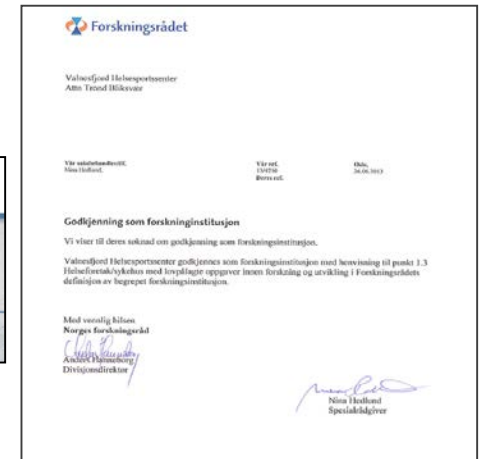 Forskningsrådet
Valnesfjord Helsesportssenter
Attn Trond Bliksvær
Vår saksbehandler/tlf.
Nina Hedlund,
Vår ref.
Deres ref.
Oslo,
26.06.2013
Godkjenning som forskningsinstitusjon
Vi viser til deres søknad om godkjenning som forskningsinstitusjon.
Valnesfjord Helsesportssenter godkjennes som forskningsinstitusjon med henvisning til punkt 1.3
Helseforetak/sykehus med lovpålagte oppgaver innen forskning og utvikling i Forskningsrådets
definisjon av begrepet forskningsinstitusjon.
Med vennlig hilsen
Norges forskningsråd
Anders Hanneborg
Divisjonsdirektør
Nina Hedlund
Spesialrådgiver